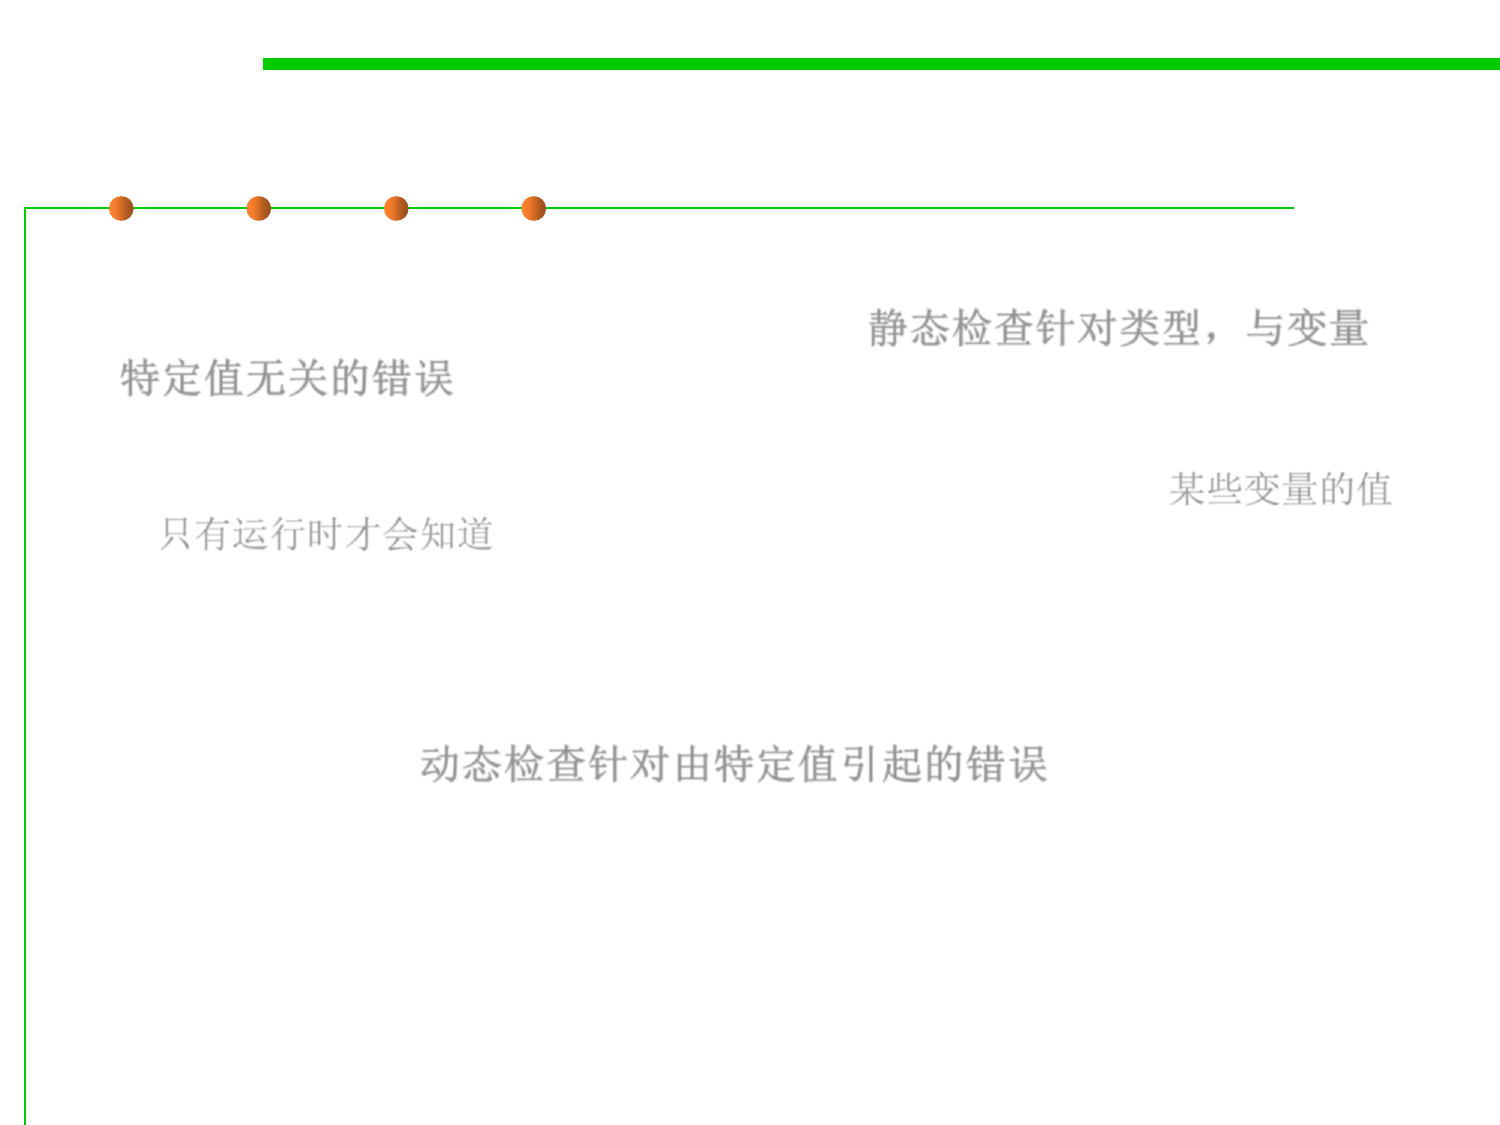 静态检查针对类型，与变量
特定值无关的错误
某些变量的值
只有运行时才会知道
动态检查针对由特定值引起的错误